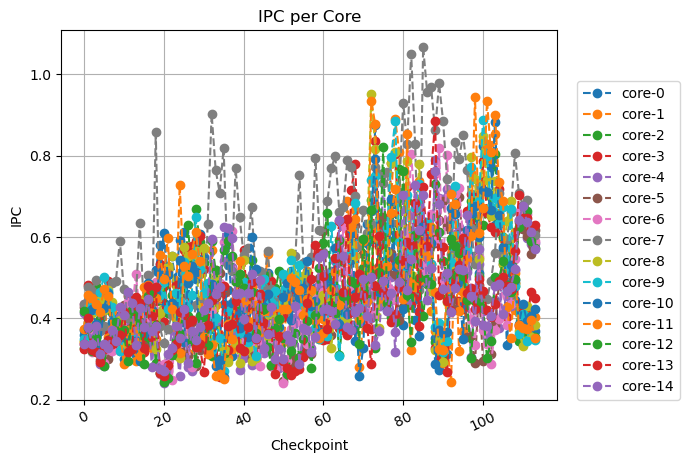 IPC per Core
IPC
1.0
0.8
0.6
0.4
0.2
0
20
40
60
80
100
Checkpoint
core-0
core-1
core-2
core-3
core-4
core-5
core-6
core-7
core-8
core-9
core-10
core-11
core-12
core-13
core-14